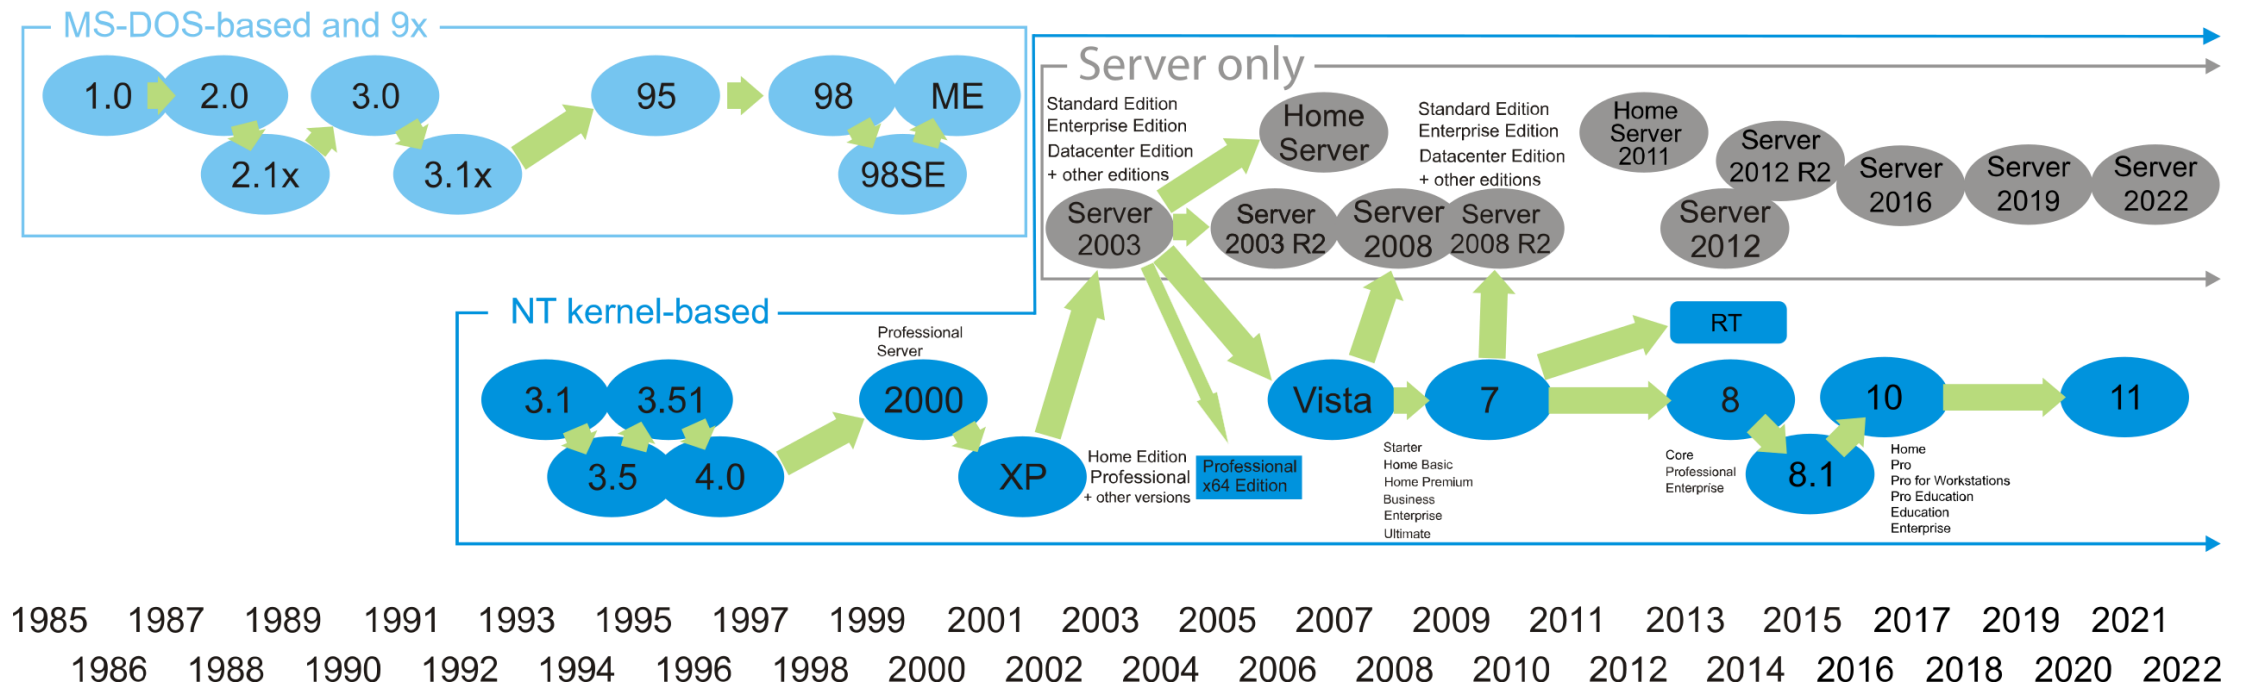 MS-DOS-based and 9x
1.0
2.0
3.0
95
98
ME
2.1x
3.1x
98SE
Server only
Standard Edition
Enterprise Edition
Datacenter Edition
+ other editions
Home
Server
Standard Edition
Enterprise Edition
Datacenter Edition
+ other editions
Home
Server
2011
Server
2012 R2
Server
2016
Server
2019
Server
2022
Server
2003
Server
2003 R2
Server
2008
Server
2008 R2
Server
2012
NT kernel-based
Professional
Server
RT
3.1
3.51
2000
Vista
7
8
10
11
3.5
4.0
XP
Home Edition
Professional
+ other versions
Professional
x64 Edition
Starter
Home Basic
Home Premium
Business
Enterprise
Ultimate
Core
Professional
Enterprise
8.1
Home
Pro
Pro for Workstations
Pro Education
Education
Enterprise
1985 1987 1989 1991 1993 1995 1997 1999 2001 2003 2005 2007 2009 2011 2013 2015 2017 2019 2021
1986 1988 1990 1992 1994 1996 1998 2000 2002 2004 2006 2008 2010 2012 2014 2016 2018 2020 2022